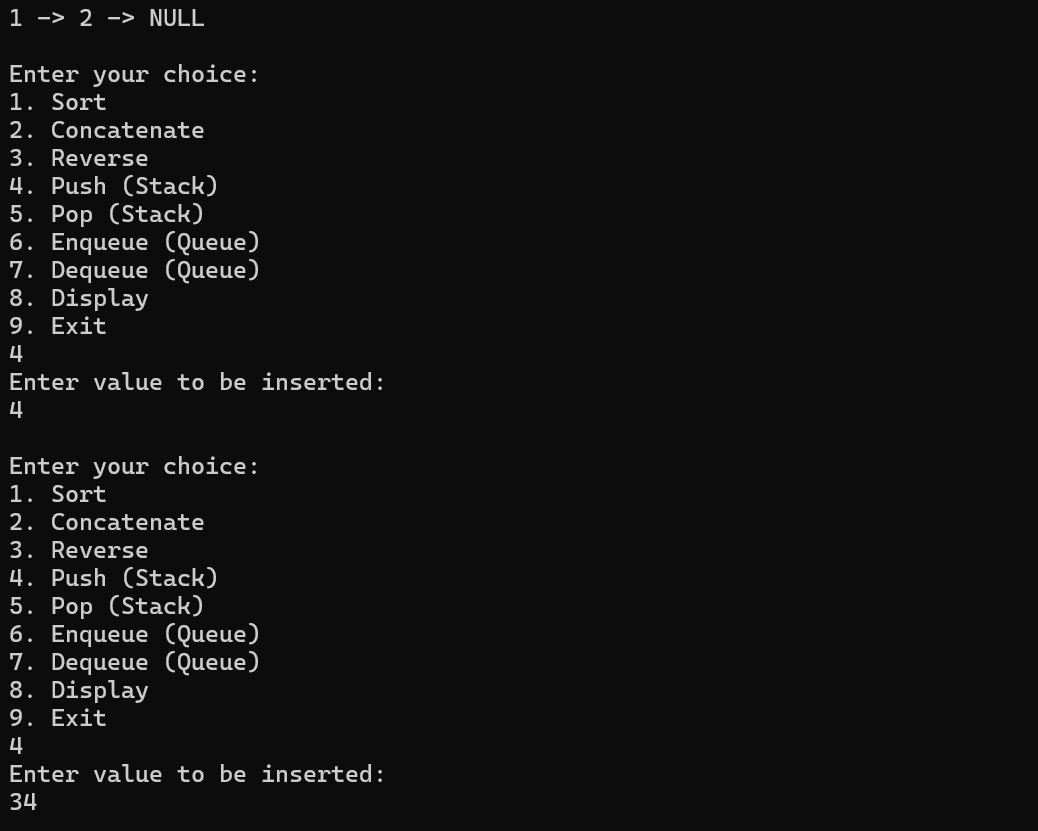 1 -> 2 -> NULL
Enter your choice:
1. Sort
2. Concatenate
3. Reverse
4. Push (Stack)
5. Pop (Stack)
6. Enqueue (Queue)
7. Dequeue (Queue)
8. Display
9. Exit
4
Enter value to be inserted:
4
Enter your choice:
1. Sort
2. Concatenate
3. Reverse
4. Push (Stack)
5. Pop (Stack)
6. Enqueue (Queue)
7. Dequeue (Queue)
8. Display
9. Exit
4
Enter value to be inserted:
34